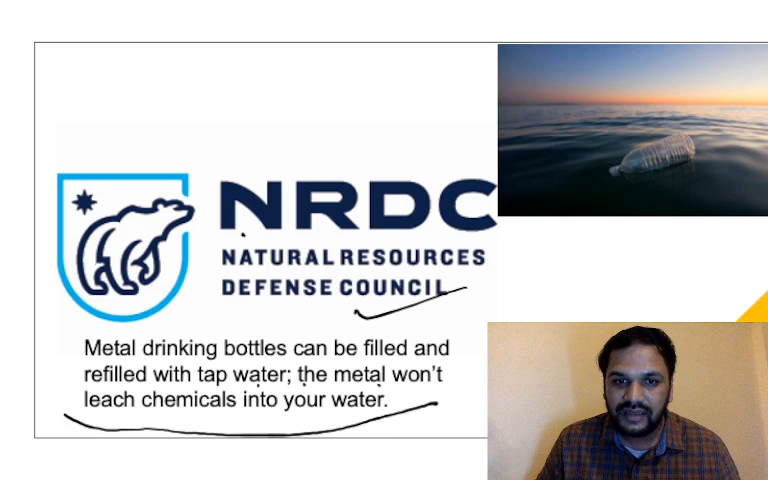 NRDC
NATURAL RESOURCES
DEFENSE COUNCIL
Metal drinking bottles can be filled and
refilled with tap water; the metal won't
leach chemicals into your water.